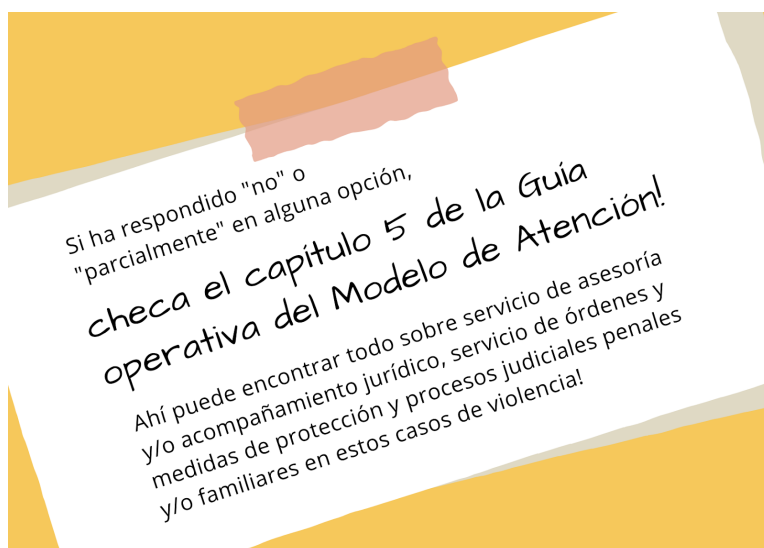 Si ha respondido "no" o
"parcialmente" en alguna opción,
checa el capítulo 5 de la Guía
operativa del Modelo de Atención!
Ahí puede encontrar todo sobre servicio de asesoría
y/o acompañamiento jurídico, servicio de órdenes y
medidas de protección y procesos judiciales penales
y/o familiares en estos casos de violencia!